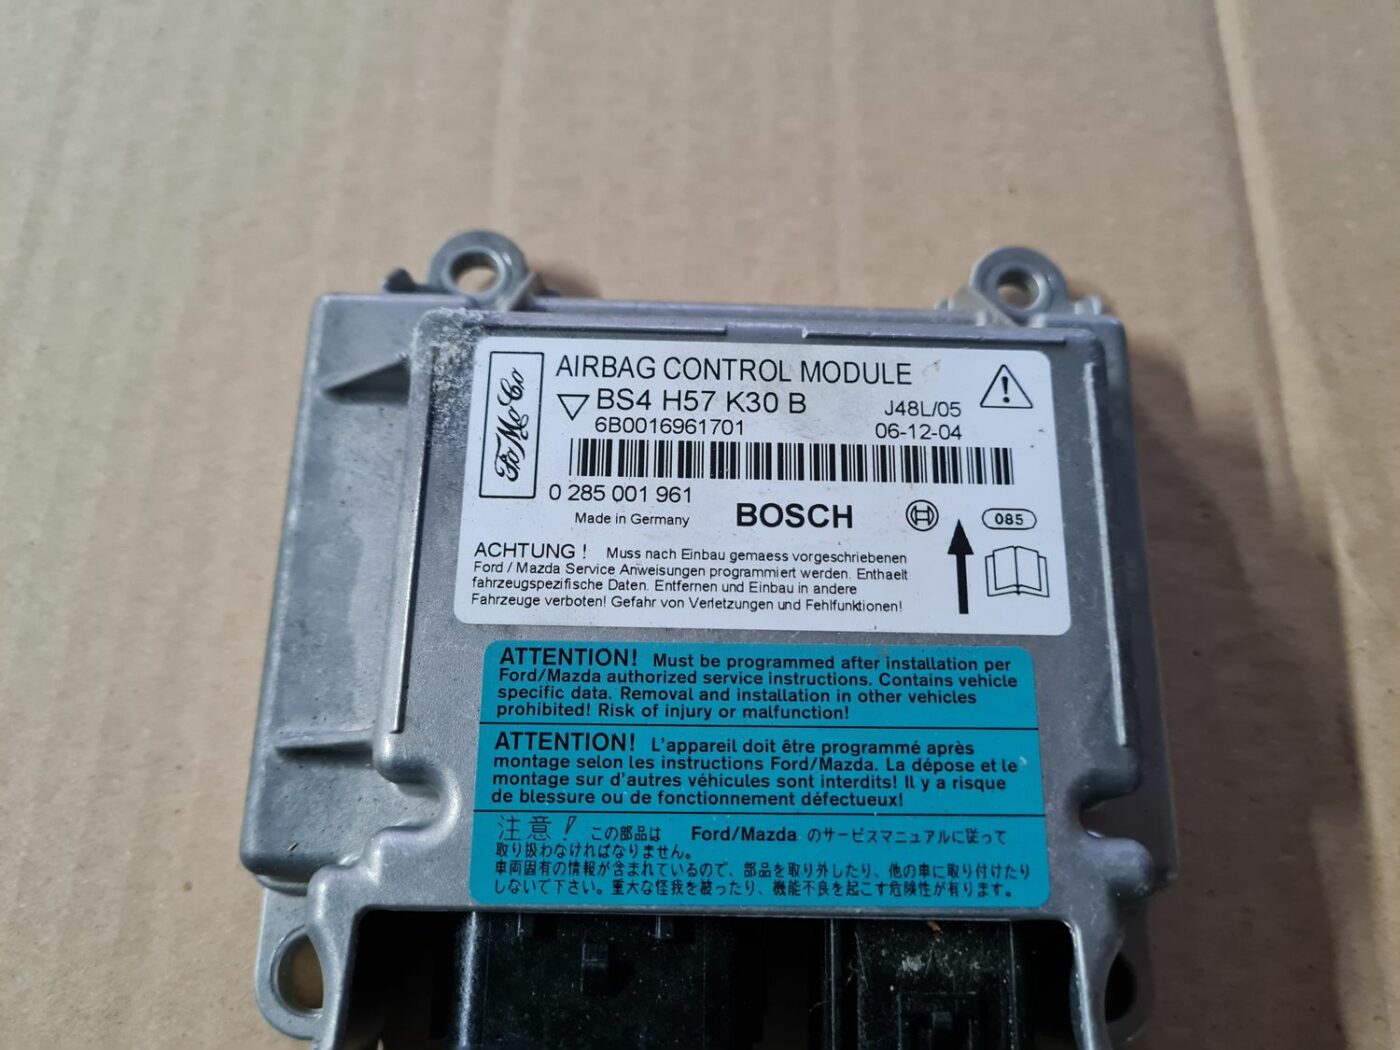 FoMoCo
AIRBAG CONTROL MODULE
BS4 H57 K30 B
J48L/05
6B0016961701
06-12-04
0 285 001 961
Made in Germany
BOSCH
085
ACHTUNG ! Muss nach Einbau gemaess vorgeschriebenen
Ford / Mazda Service Anweisungen programmiert werden. Enthaelt
fahrzeugspezifische Daten. Entfernen und Einbau in andere
Fahrzeuge verboten! Gefahr von Verletzungen und Fehlfunktionen!
ATTENTION! Must be programmed after installation per
Ford/Mazda authorized service instructions. Contains vehicle
specific data. Removal and installation in other vehicles
prohibited! Risk of injury or malfunction!
ATTENTION! L'appareil doit être programmé après
montage selon les instructions Ford/Mazda. La dépose et le
montage sur d'autres véhicules sont interdits! Il y a risque
de blessure ou de fonctionnement défectueux!
注意! この部品は Ford/Mazda のサービスマニュアルに従って
取り扱わなければなりません。
車両固有の情報が含まれているので、部品を取り外したり、他の車に取り付けたり
しないで下さい。重大な怪我を被ったり、機能不良を起こす危険性が有ります。